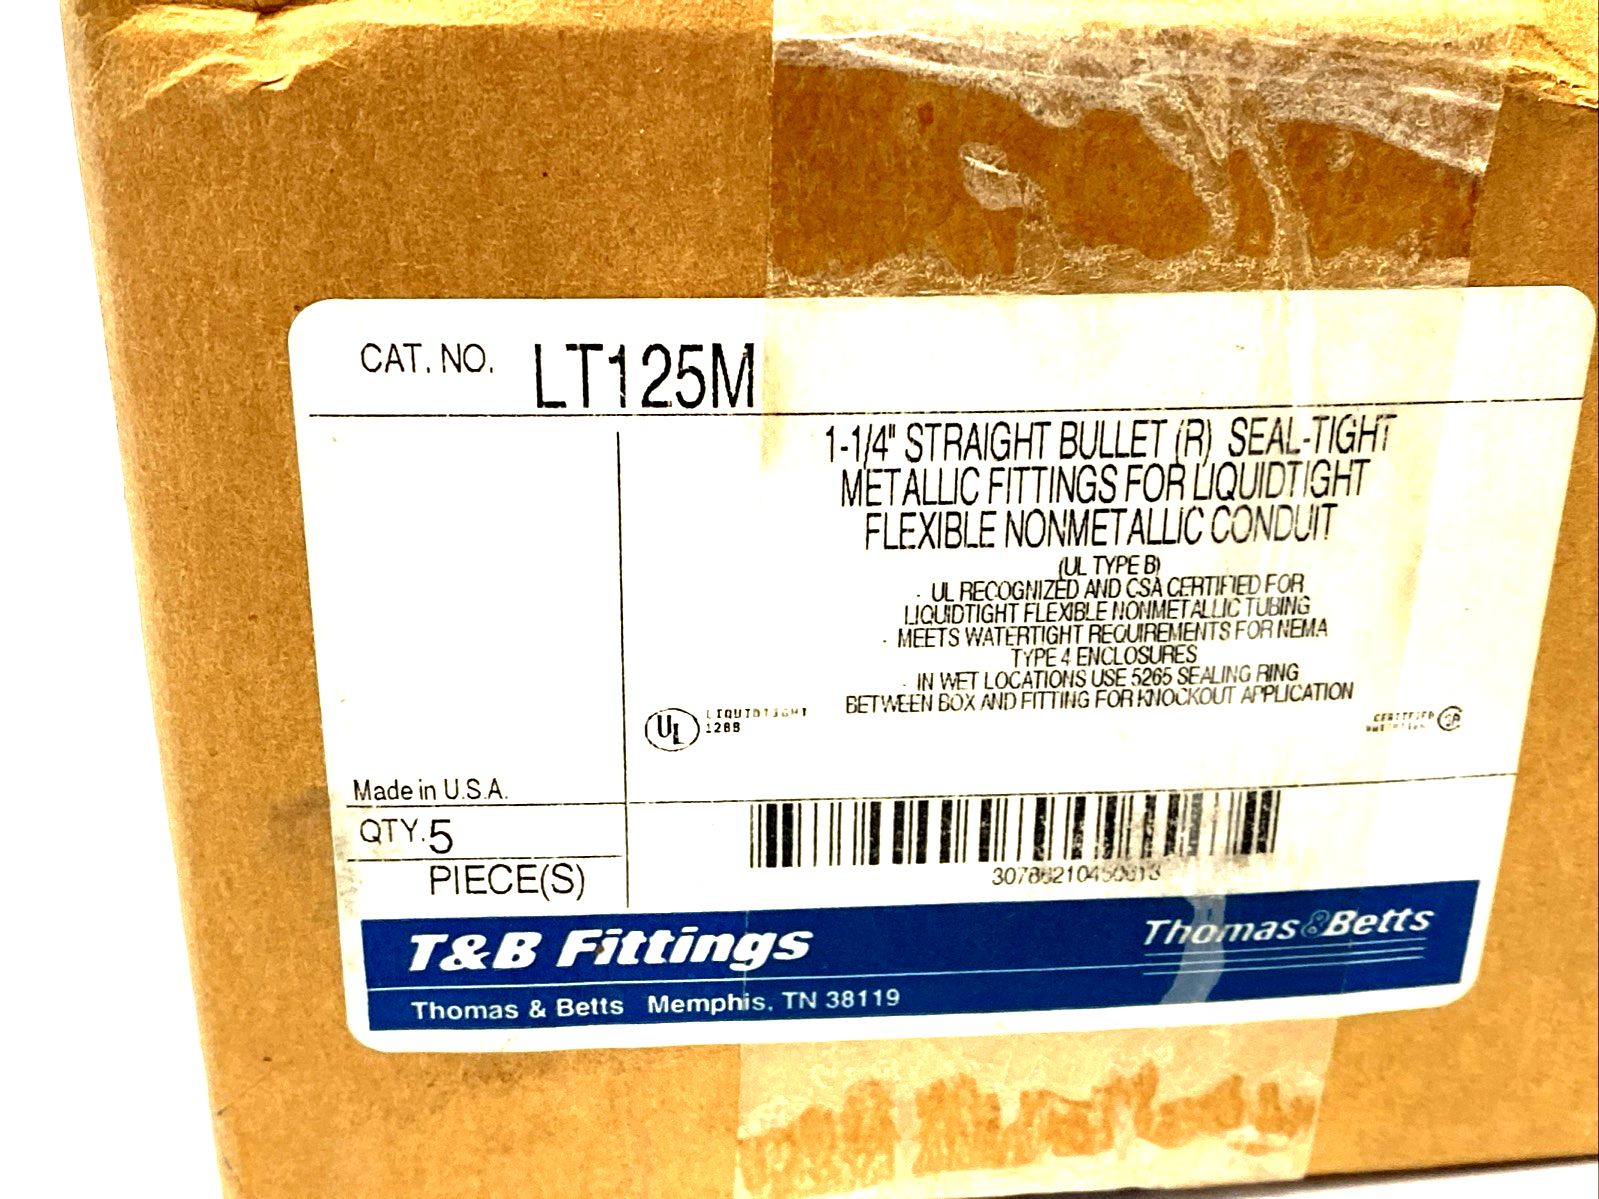 CAT. NO. LT125M
1-1/4" STRAIGHT BULLET (R) SEAL-TIGHT
METALLIC FITTINGS FOR LIQUIDTIGHT
FLEXIBLE NONMETALLIC CONDUIT
(UL TYPE B)
- UL RECOGNIZED AND CSA CERTIFIED FOR
LIQUIDTIGHT FLEXIBLE NONMETALLIC TUBING
- MEETS WATERTIGHT REQUIREMENTS FOR NEMA
TYPE 4 ENCLOSURES
- IN WET LOCATIONS USE 5265 SEALING RING
BETWEEN BOX AND FITTING FOR KNOCKOUT APPLICATION
UL LIQUIDTIGHT
CERTIFIED
Made in U.S.A.
QTY. 5
PIECE(S)
T&B Fittings
Thomas&Betts
Thomas & Betts Memphis, TN 38119